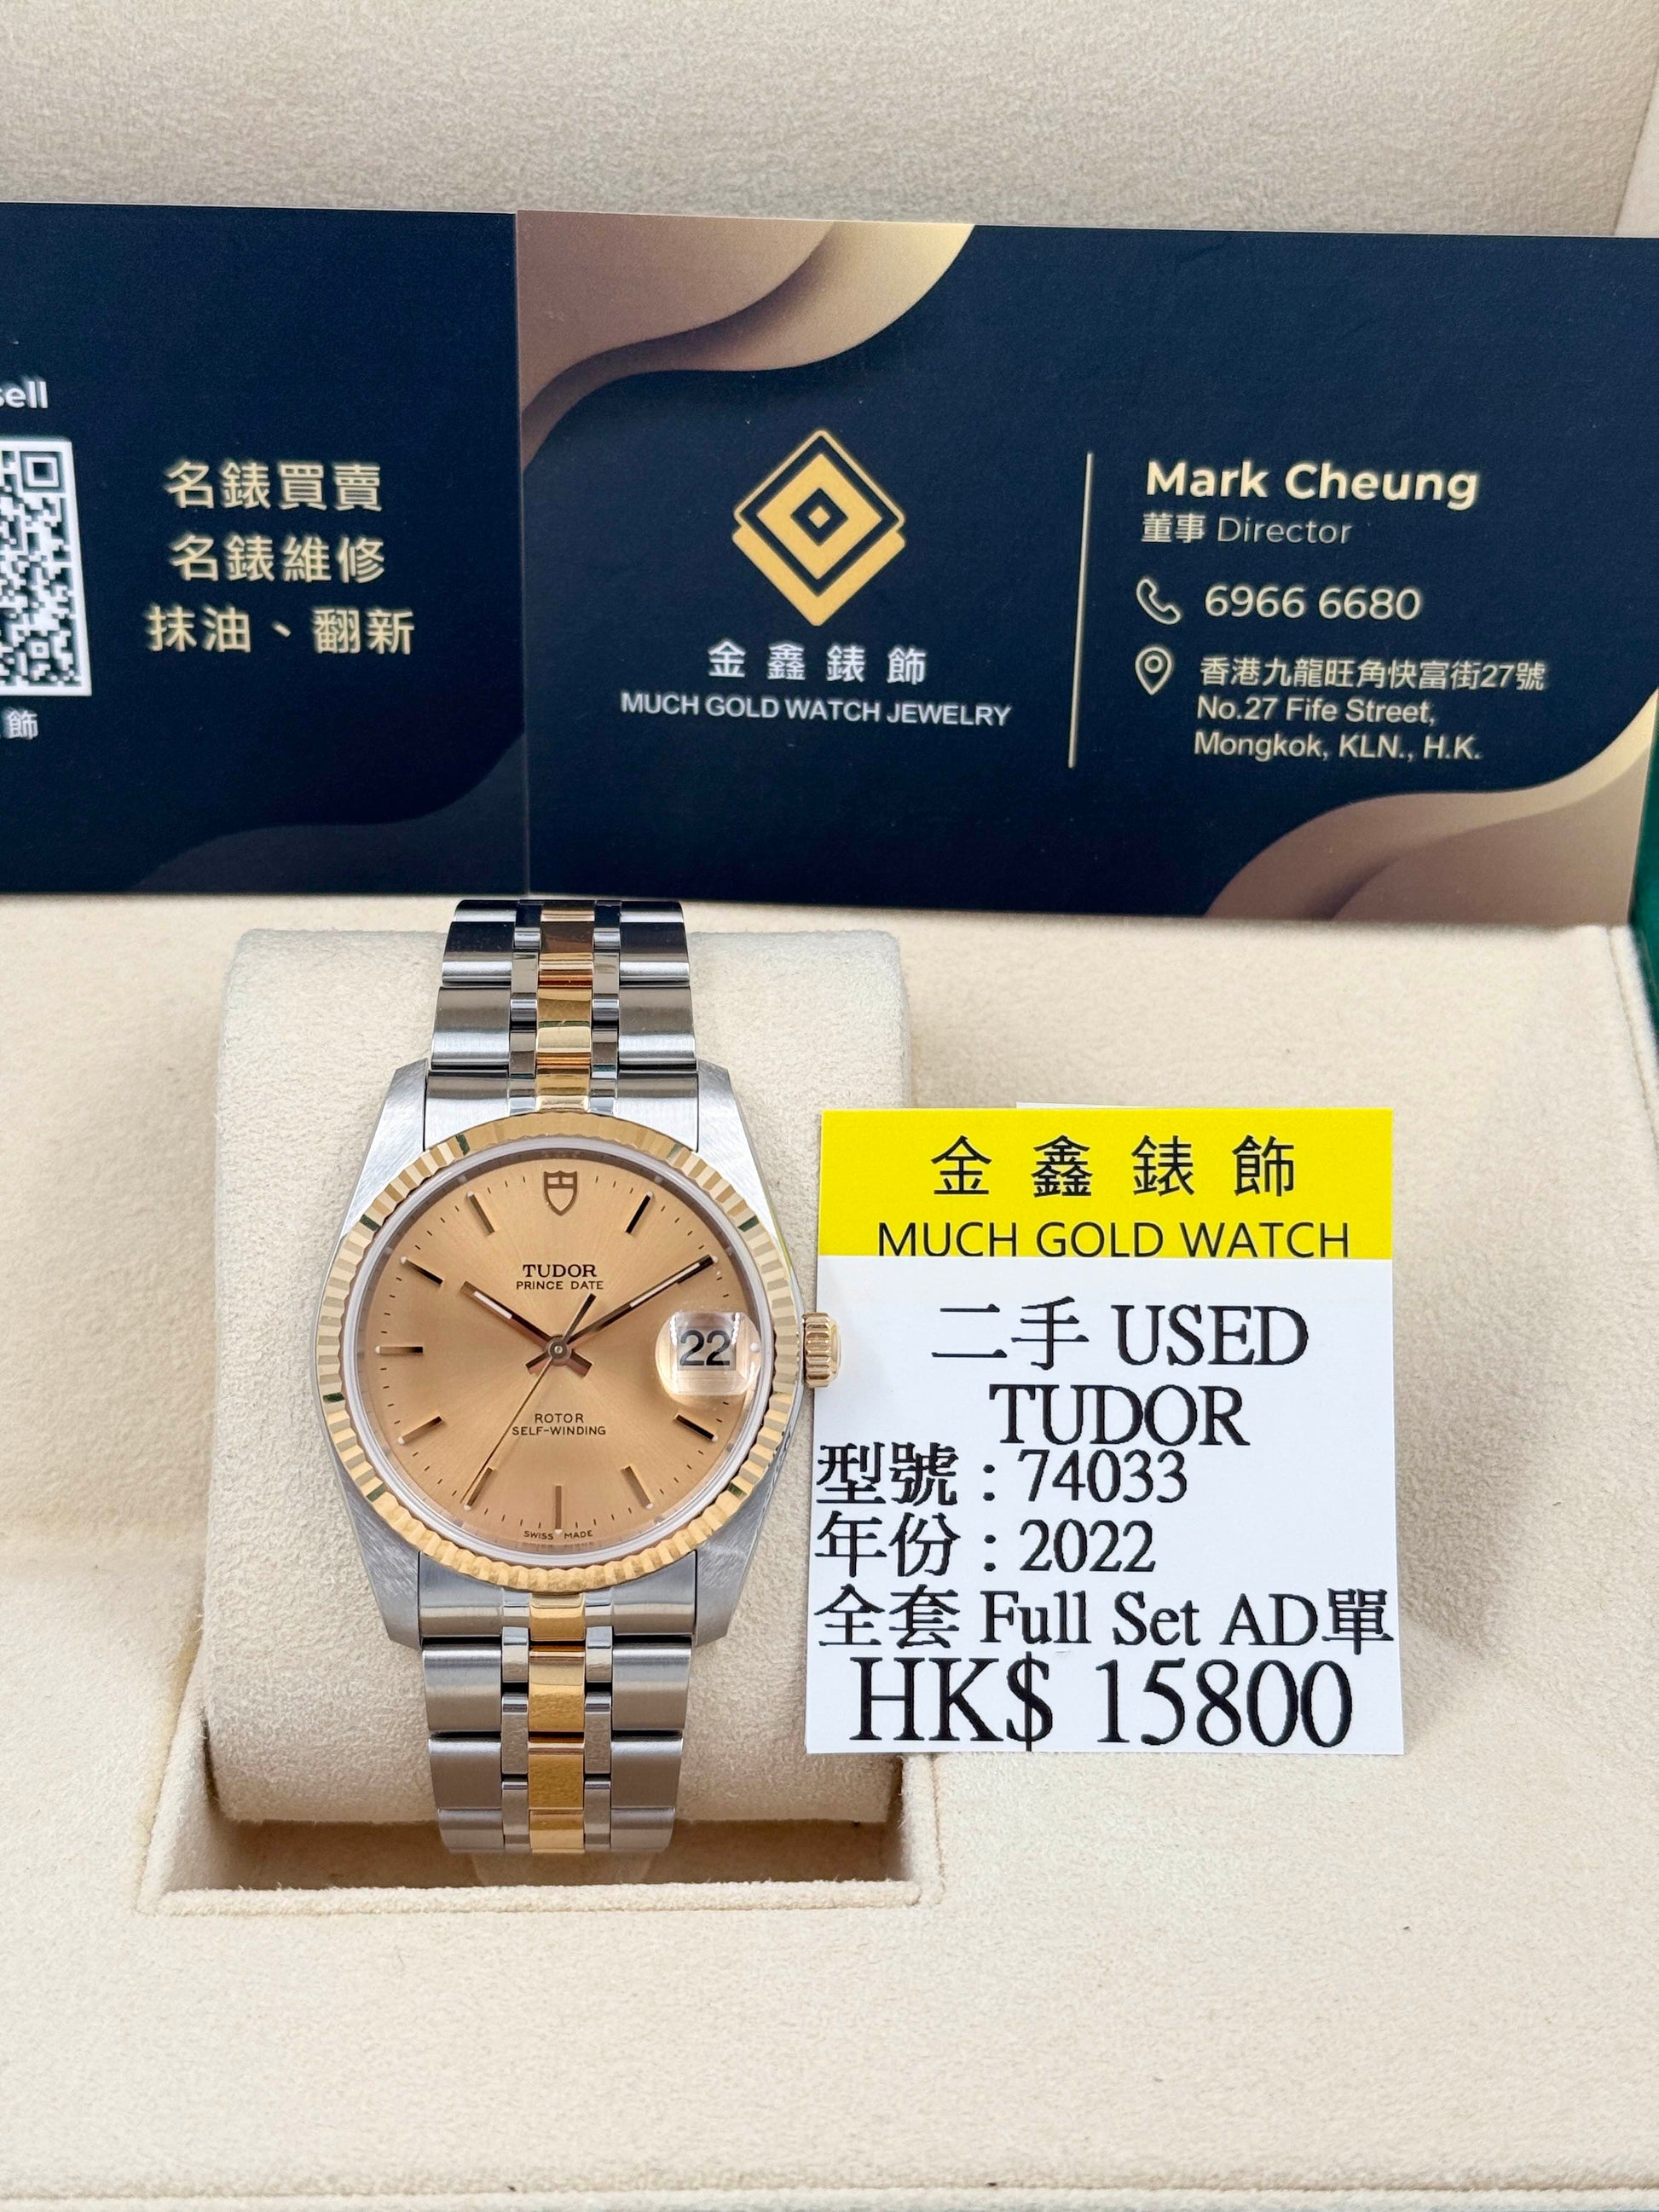 sell
名錶買賣
名錶維修
抹油、翻新
飾
金鑫錶飾
MUCH GOLD WATCH JEWELRY
Mark Cheung
董事 Director
6966 6680
香港九龍旺角快富街27號
No.27 Fife Street,
Mongkok, KLN., H.K.
TUDOR
PRINCE DATE
22
ROTOR
SELF-WINDING
SWISS MADE
金鑫錶飾
MUCH GOLD WATCH
二手 USED
TUDOR
型號：74033
年份：2022
全套 Full Set AD單
HK$ 15800